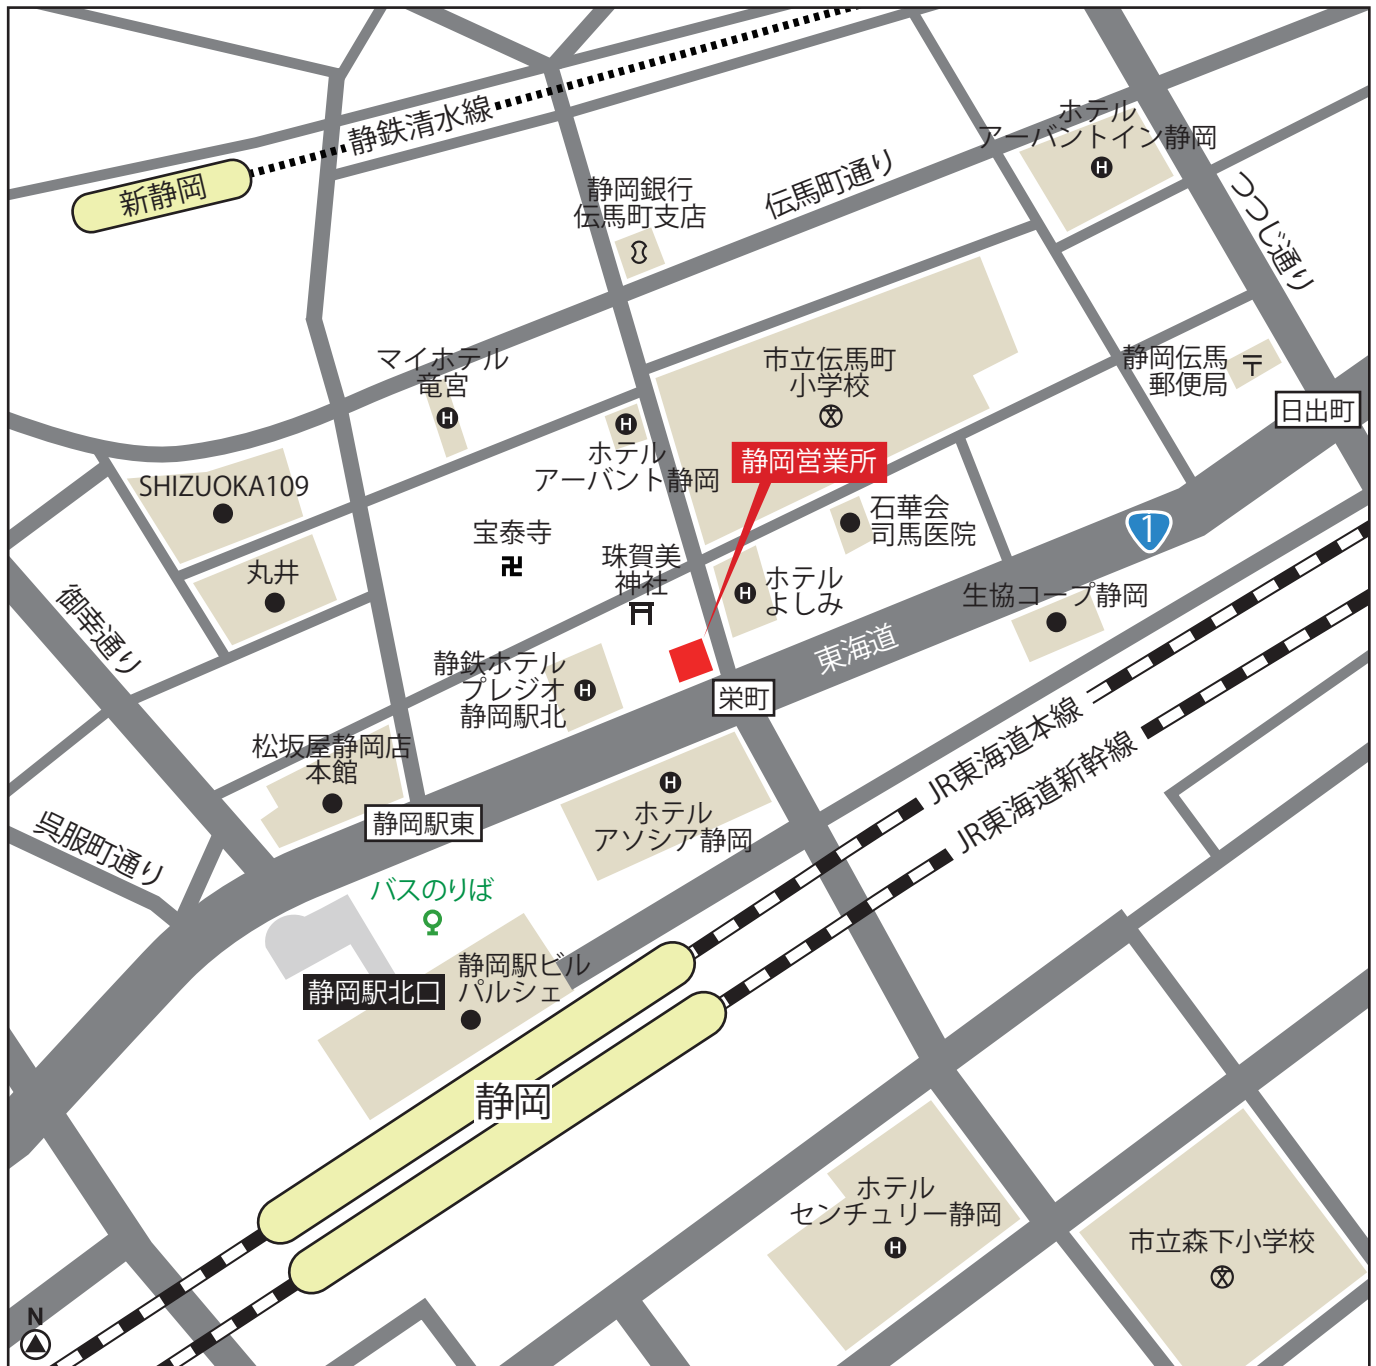 ホテル
アーバントイン静岡
静鉄清水線
新静岡
静岡銀行
伝馬町支店
伝馬町通り
つつじ通り
マイホテル
竜宮
市立伝馬町
小学校
静岡伝馬
郵便局
日出町
ホテル
アーバント静岡
静岡営業所
SHIZUOKA109
石華会
司馬医院
1
宝泰寺
珠賀美
神社
丸井
ホテル
よしみ
生協コープ静岡
御幸通り
東海道
静鉄ホテル
プレジオ
静岡駅北
栄町
松坂屋静岡店
本館
JR東海道本線
JR東海道新幹線
静岡駅東
ホテル
アソシア静岡
呉服町通り
バスのりば
静岡駅ビル
パルシェ
静岡駅北口
静岡
ホテル
センチュリー静岡
市立森下小学校
N